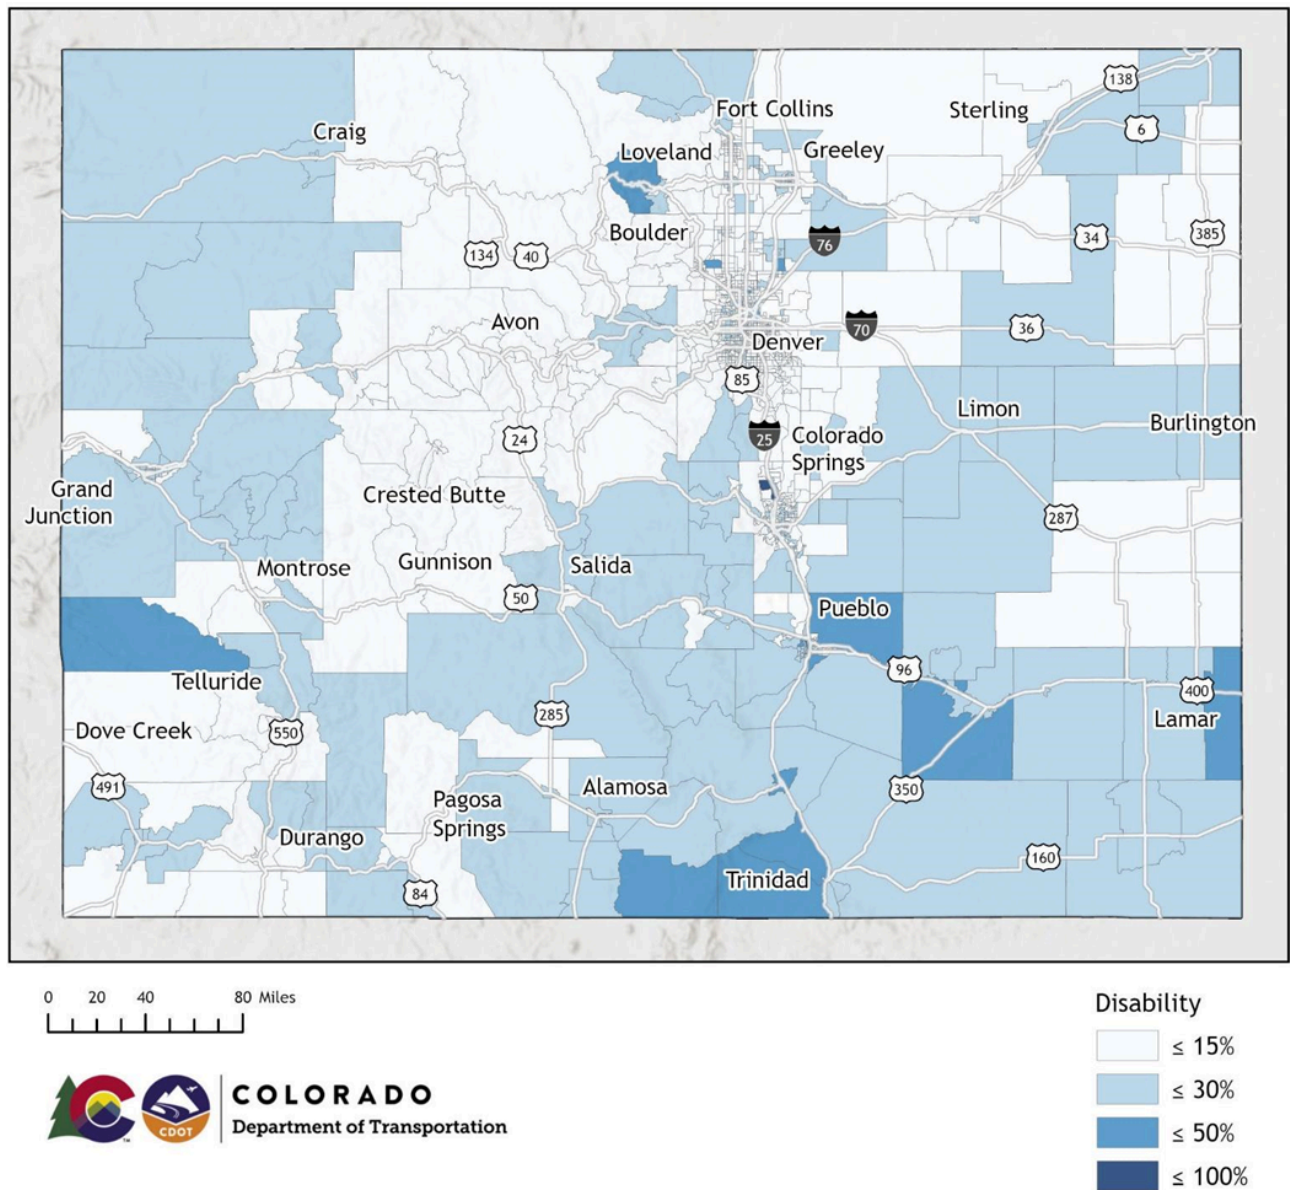 138
Fort Collins
Sterling
Craig
6
Loveland
Greeley
Boulder
76
34
385
134
40
Avon
70
36
Denver
85
Limon
Burlington
24
25
Colorado
Springs
Grand
Junction
Crested Butte
287
Montrose
Gunnison
Salida
50
Pueblo
96
Telluride
400
Lamar
Dove Creek
550
285
491
Pagosa
Springs
Alamosa
350
Durango
160
Trinidad
84
0 20 40 80 Miles
Disability
≤ 15%
≤ 30%
≤ 50%
≤ 100%
COLORADO
Department of Transportation
CDOT
TM